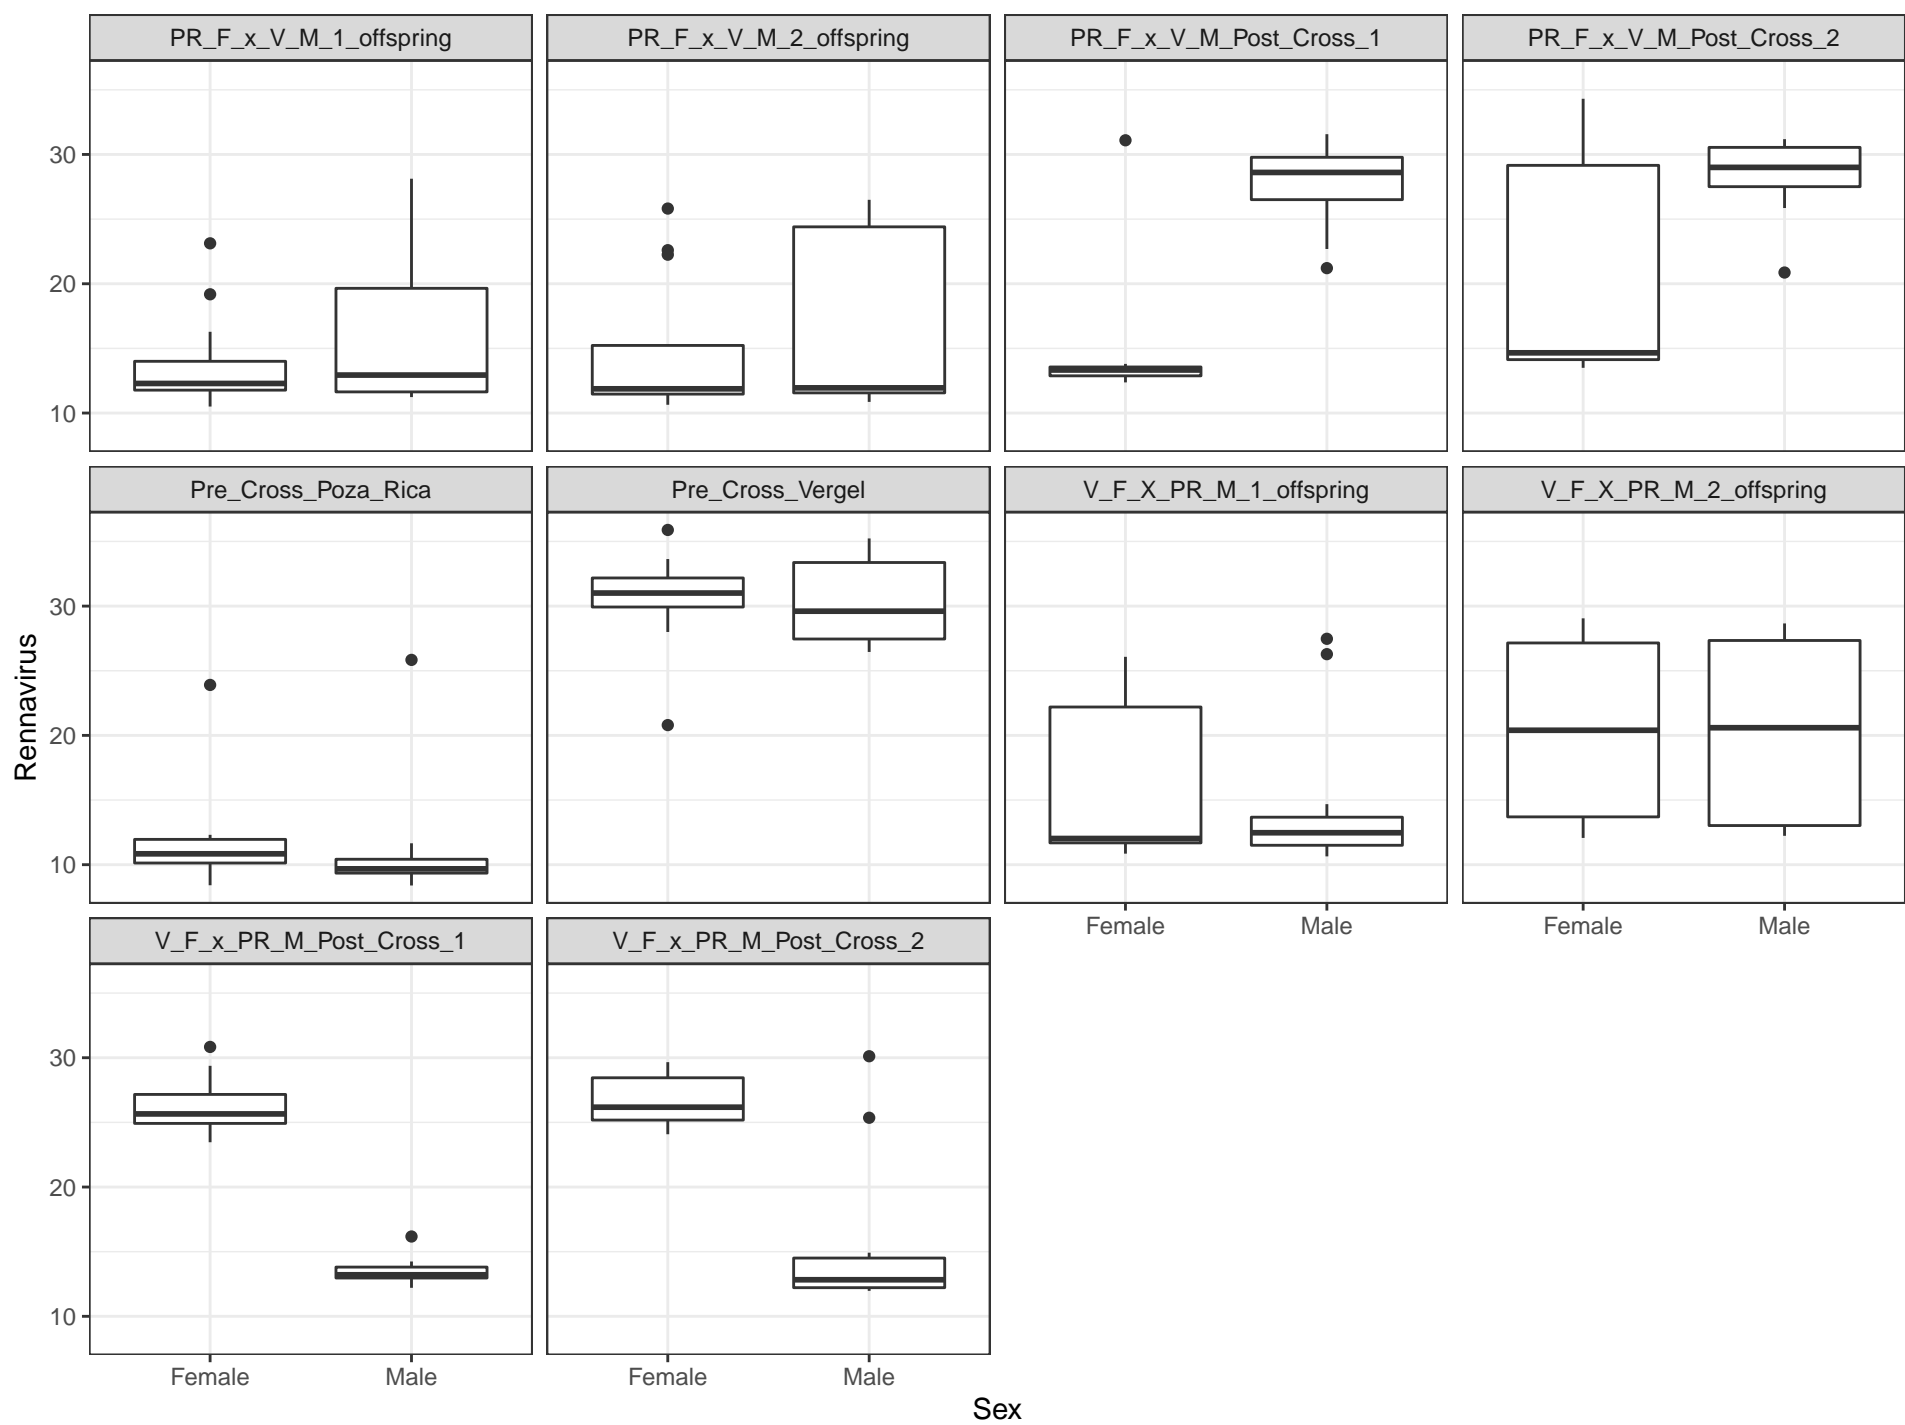 PR_F_x_V_M_1_offspring
PR_F_x_V_M_2_offspring
PR_F_x_V_M_Post_Cross_1
PR_F_x_V_M_Post_Cross_2
30
20
10
Pre_Cross_Poza_Rica
Pre_Cross_Vergel
V_F_X_PR_M_1_offspring
V_F_X_PR_M_2_offspring
30
20
10
Rennavirus
Female
Male
Female
Male
V_F_x_PR_M_Post_Cross_1
V_F_x_PR_M_Post_Cross_2
30
20
10
Female
Male
Female
Male
Sex